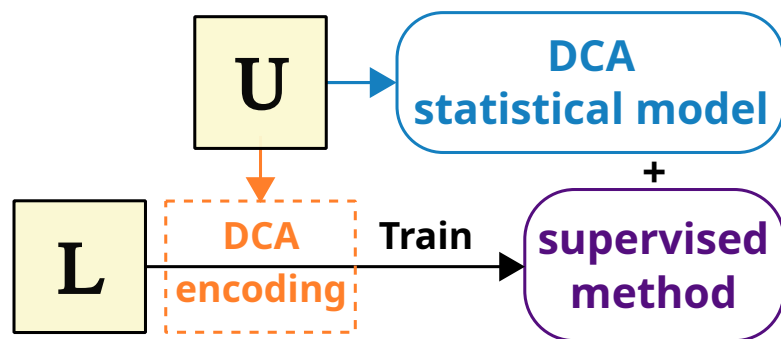 U
DCA
statistical model
+
L
DCA
encoding
Train
supervised
method